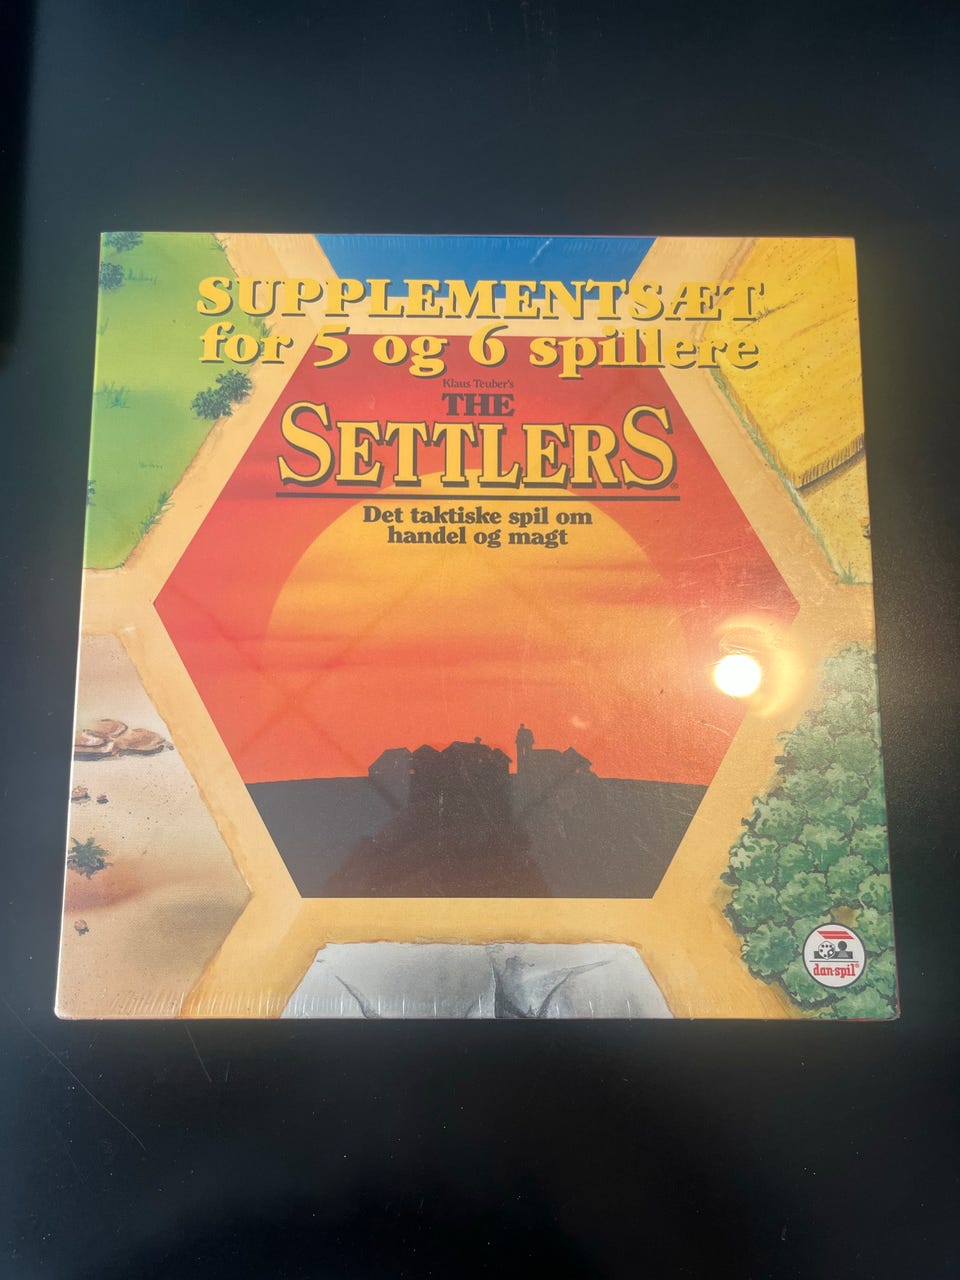 SUPPLEMENTSÆT
for 5 og 6 spillere
Klaus Teuber's
THE
SETTLERS®
Det taktiske spil om
handel og magt
dan-spil®